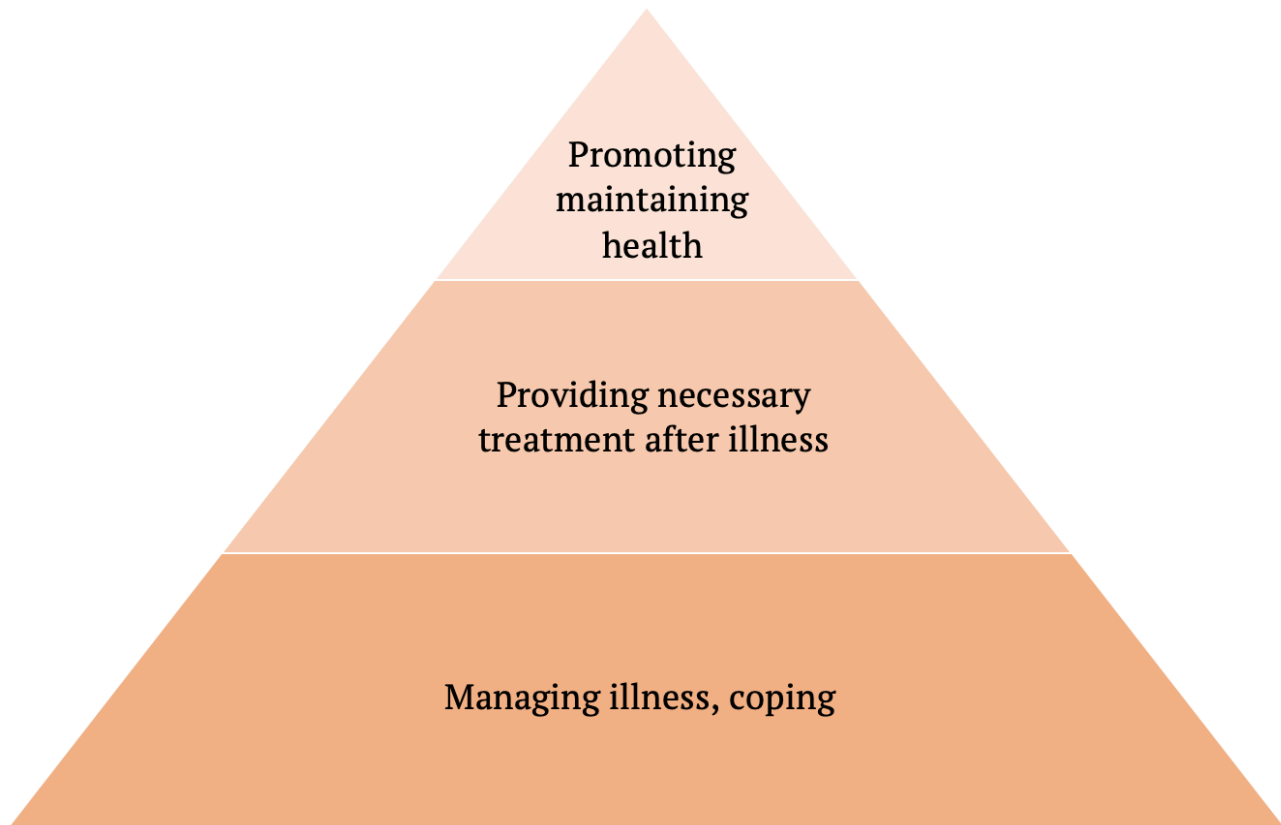 Promoting
maintaining
health
Providing necessary
treatment after illness
Managing illness, coping